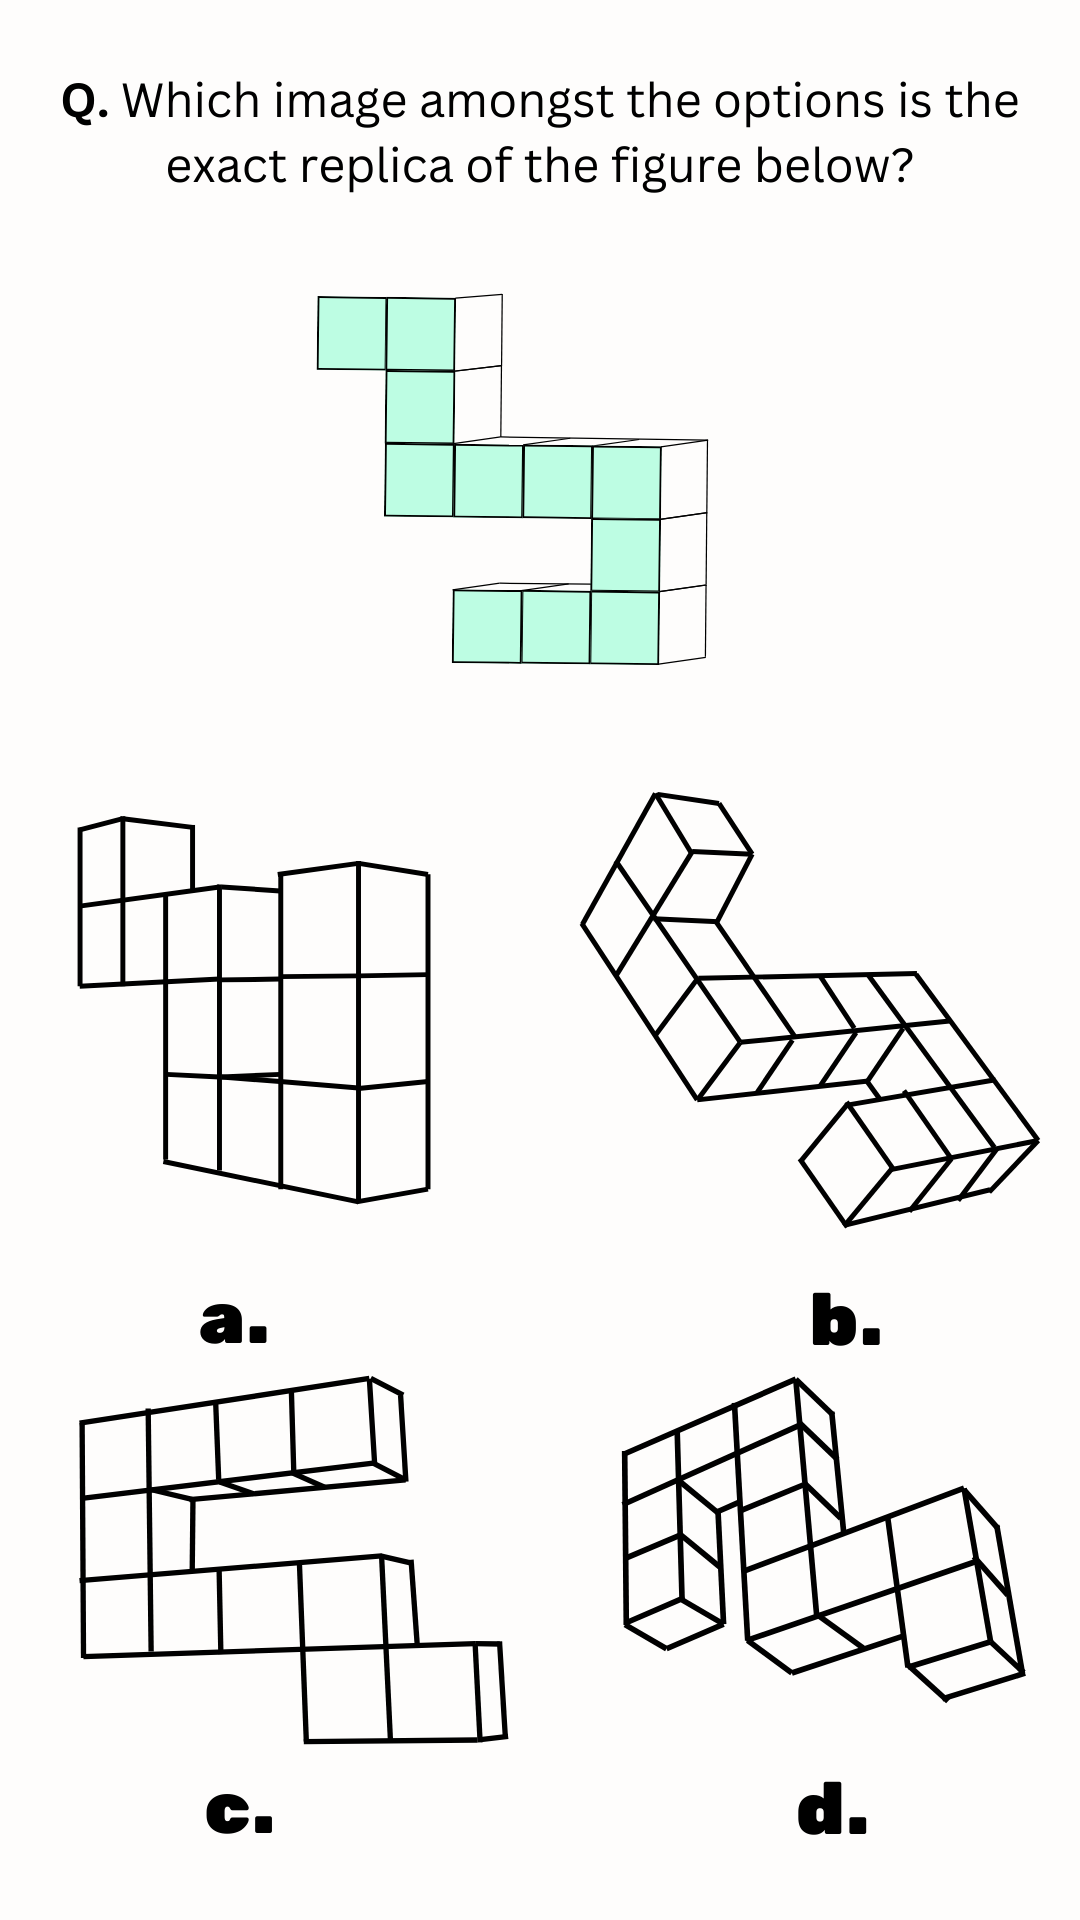 Q. Which image amongst the options is the
exact replica of the figure below?
a.
b.
c.
d.